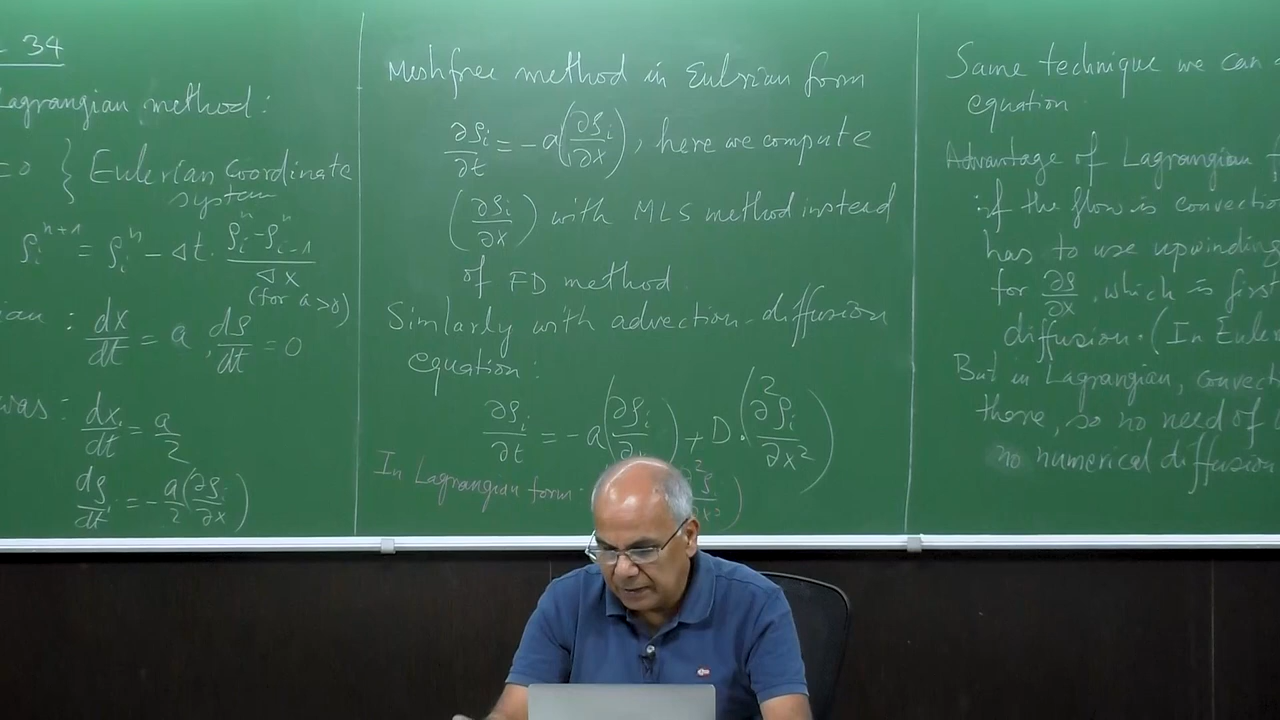 34
Lagrangian method:
=0 } Eulerian Coordinate
system
ρᵢⁿ⁺¹ = ρᵢⁿ − Δt · (ρᵢⁿ − ρᵢ₋₁ⁿ)/Δx
(for a>0)
: dx/dt = a, dρ/dt = 0
was: dxᵢ/dt = a/2
dρᵢ/dt = −a/2 (∂ρᵢ/∂x)
Meshfree method in Eulerian form
∂ρᵢ/∂t = −a(∂ρᵢ/∂x), here we compute
(∂ρᵢ/∂x) with MLS method instead
of FD method
Similarly with advection-diffusion
equation:
∂ρᵢ/∂t = −a(∂ρᵢ/∂x) + D·(∂²ρᵢ/∂x²)
In Lagrangian form
Same technique we can
equation
Advantage of Lagrangian
if the flow is
has to use upwinding
for ∂ρ/∂x, which is first
diffusion. (In
But in Lagrangian,
there, so no need of
no numerical diffusion